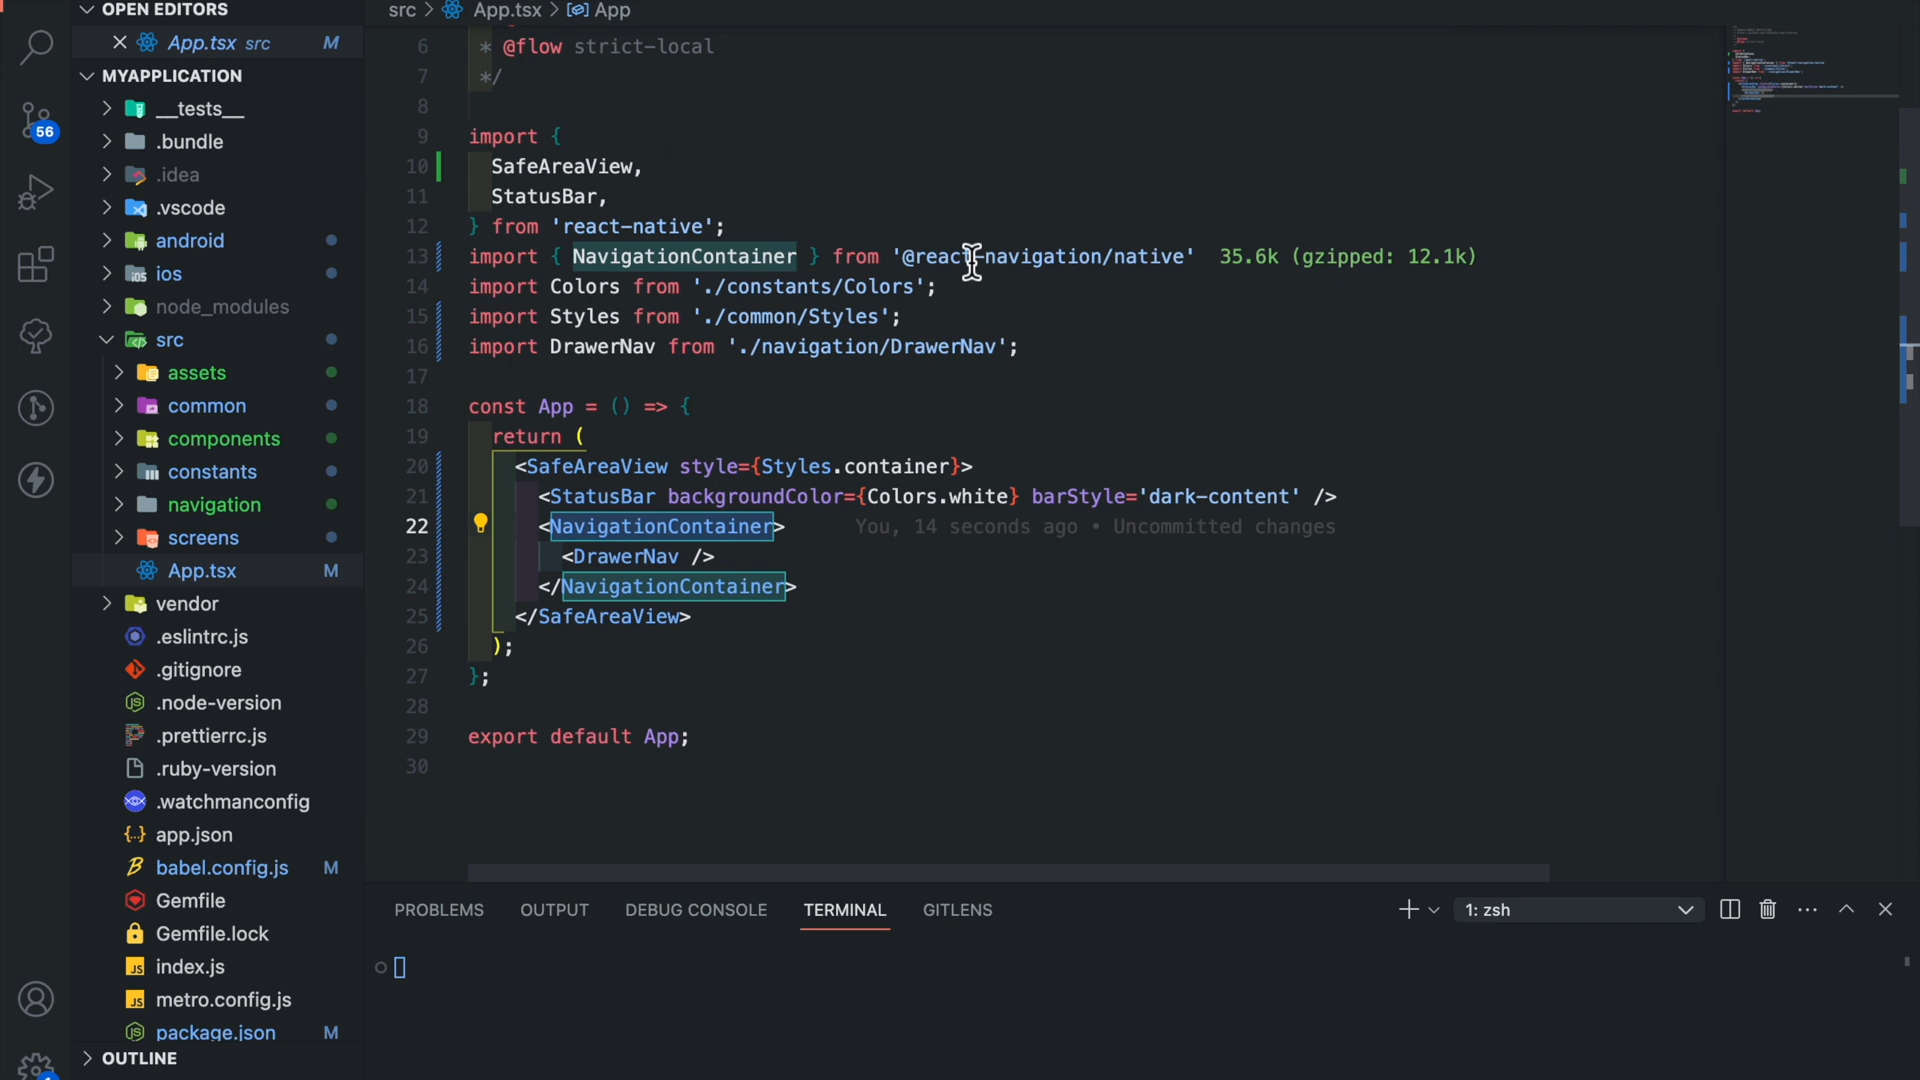 OPEN EDITORS
App.tsx src M
MYAPPLICATION
__tests__
.bundle
.idea
.vscode
android
ios
node_modules
src
assets
common
components
constants
navigation
screens
App.tsx M
vendor
.eslintrc.js
.gitignore
.node-version
.prettierrc.js
.ruby-version
.watchmanconfig
app.json
babel.config.js M
Gemfile
Gemfile.lock
index.js
metro.config.js
package.json M
OUTLINE
56
src > App.tsx > App
6 * @flow strict-local
7 */
8
9 import {
10 SafeAreaView,
11 StatusBar,
12 } from 'react-native';
13 import { NavigationContainer } from '@react-navigation/native' 35.6k (gzipped: 12.1k)
14 import Colors from './constants/Colors';
15 import Styles from './common/Styles';
16 import DrawerNav from './navigation/DrawerNav';
17
18 const App = () => {
19 return (
20 <SafeAreaView style={Styles.container}>
21 <StatusBar backgroundColor={Colors.white} barStyle='dark-content' />
22 <NavigationContainer> You, 14 seconds ago • Uncommitted changes
23 <DrawerNav />
24 </NavigationContainer>
25 </SafeAreaView>
26 );
27 };
28
29 export default App;
30
PROBLEMS OUTPUT DEBUG CONSOLE TERMINAL GITLENS
1: zsh